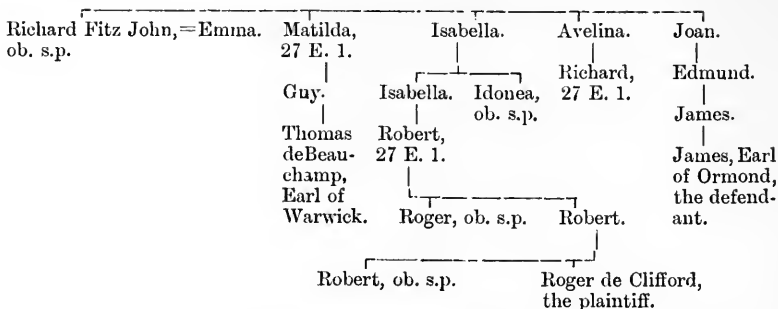 Richard Fitz John,=Emma. Matilda, Isabella. Avelina. Joan.
ob. s.p. 27 E. 1. Richard, Edmund.
Guy. Isabella. Idonea, 27 E. 1.
ob. s.p. James.
Thomas Robert,
deBeau- 27 E. 1. James, Earl
champ, of Ormond,
Earl of the defend-
Warwick. Roger, ob. s.p. Robert. ant.
Robert, ob. s.p. Roger de Clifford,
the plaintiff.